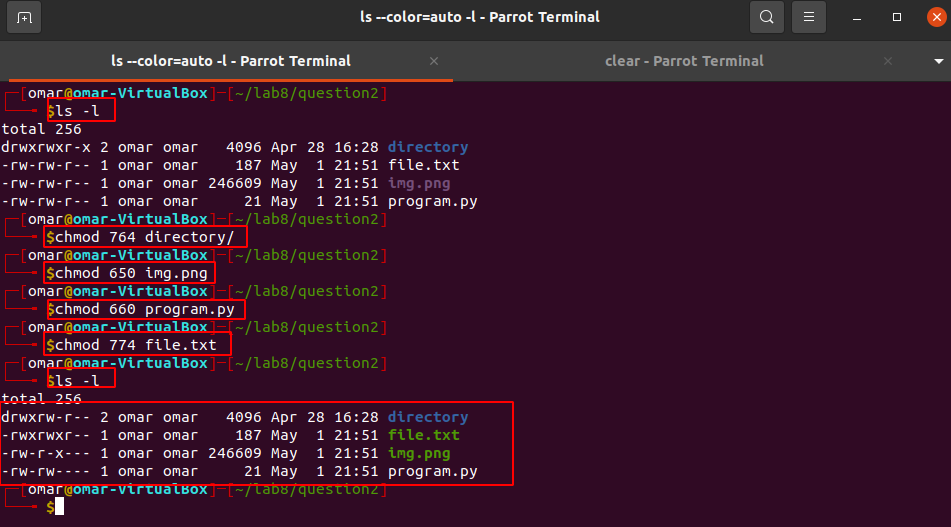 ls --color=auto -l - Parrot Terminal
ls --color=auto -l - Parrot Terminal × clear - Parrot Terminal ×
┌─[omar@omar-VirtualBox]─[~/lab8/question2]
└──╼ $ls -l
total 256
drwxrwxr-x 2 omar omar   4096 Apr 28 16:28 directory
-rw-rw-r-- 1 omar omar    187 May  1 21:51 file.txt
-rw-rw-r-- 1 omar omar 246609 May  1 21:51 img.png
-rw-rw-r-- 1 omar omar     21 May  1 21:51 program.py
┌─[omar@omar-VirtualBox]─[~/lab8/question2]
└──╼ $chmod 764 directory/
┌─[omar@omar-VirtualBox]─[~/lab8/question2]
└──╼ $chmod 650 img.png
┌─[omar@omar-VirtualBox]─[~/lab8/question2]
└──╼ $chmod 660 program.py
┌─[omar@omar-VirtualBox]─[~/lab8/question2]
└──╼ $chmod 774 file.txt
┌─[omar@omar-VirtualBox]─[~/lab8/question2]
└──╼ $ls -l
total 256
drwxrw-r-- 2 omar omar   4096 Apr 28 16:28 directory
-rwxrwxr-- 1 omar omar    187 May  1 21:51 file.txt
-rw-r-x--- 1 omar omar 246609 May  1 21:51 img.png
-rw-rw---- 1 omar omar     21 May  1 21:51 program.py
┌─[omar@omar-VirtualBox]─[~/lab8/question2]
└──╼ $